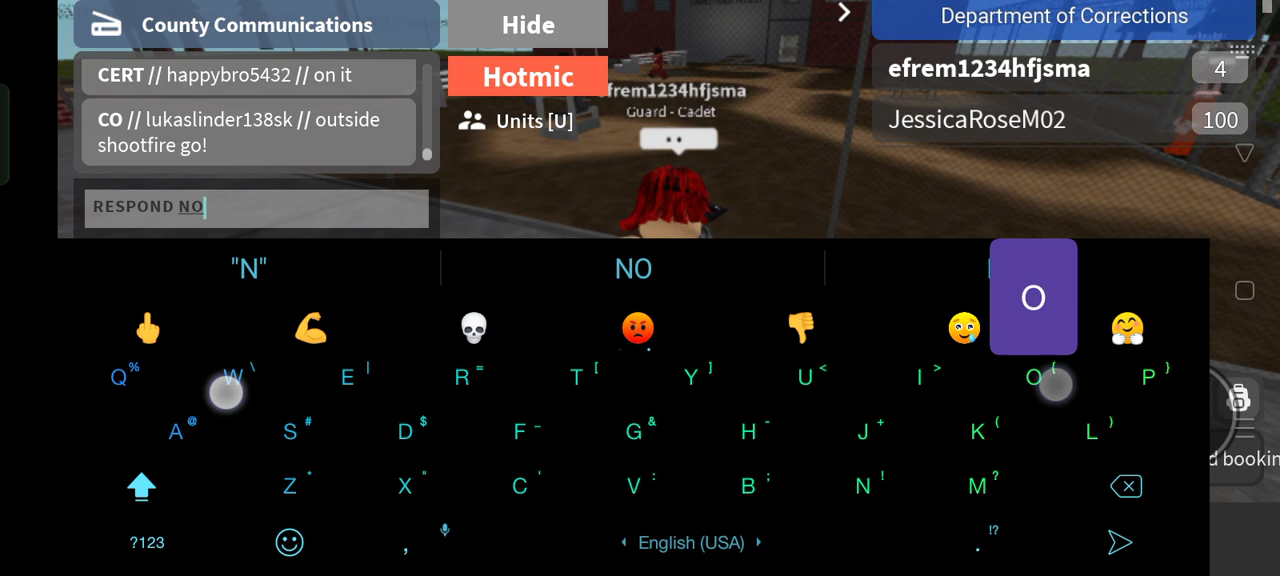 County Communications
CERT // happybro5432 // on it
CO // lukaslinder138sk // outside
shootfire go!
RESPOND NO
Hide
Hotmic
Units [U]
frem1234hfjsma
Guard - Cadet
Department of Corrections
efrem1234hfjsma 4
JessicaRoseM02 100
d bookin
"N" NO
O
Q % W \ E | R = T [ Y ] U < I > O { P }
A @ S # D $ F – G & H - J + K ( L )
Z * X " C ' V : B ; N ! M ?
?123 , English (USA) . !?